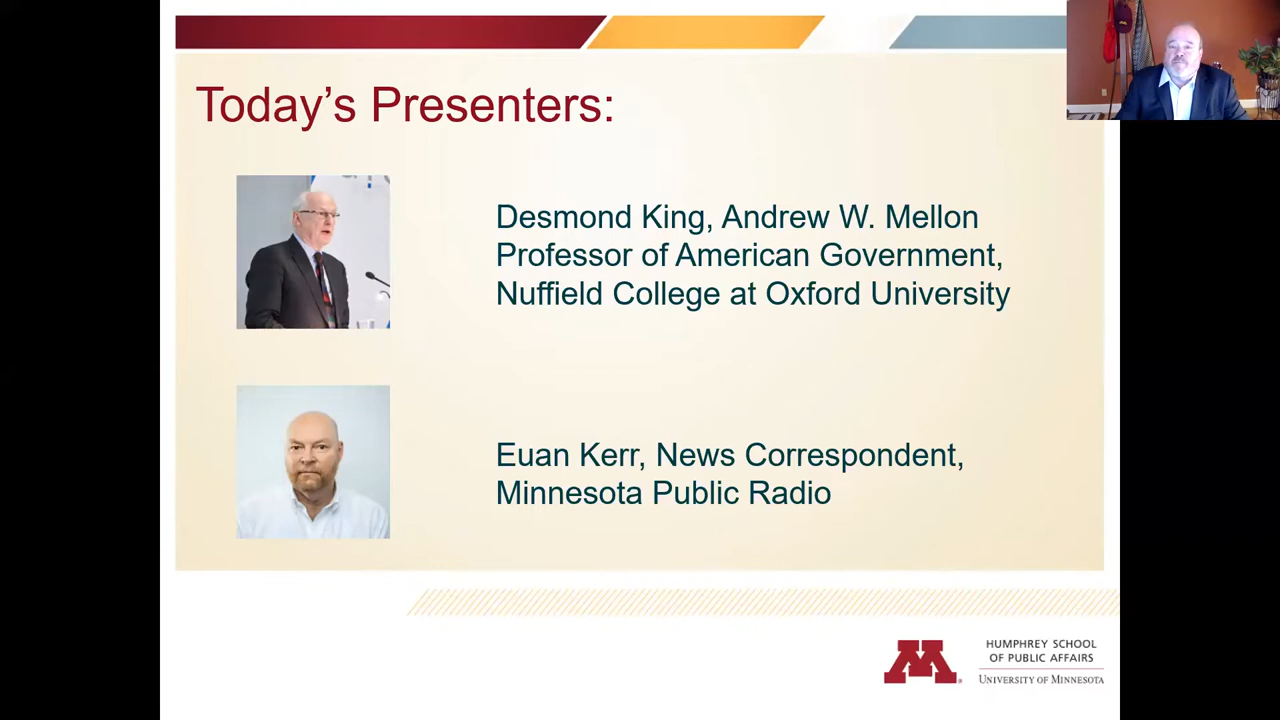 Today's Presenters:
Desmond King, Andrew W. Mellon
Professor of American Government,
Nuffield College at Oxford University
Euan Kerr, News Correspondent,
Minnesota Public Radio
HUMPHREY SCHOOL
OF PUBLIC AFFAIRS
UNIVERSITY OF MINNESOTA